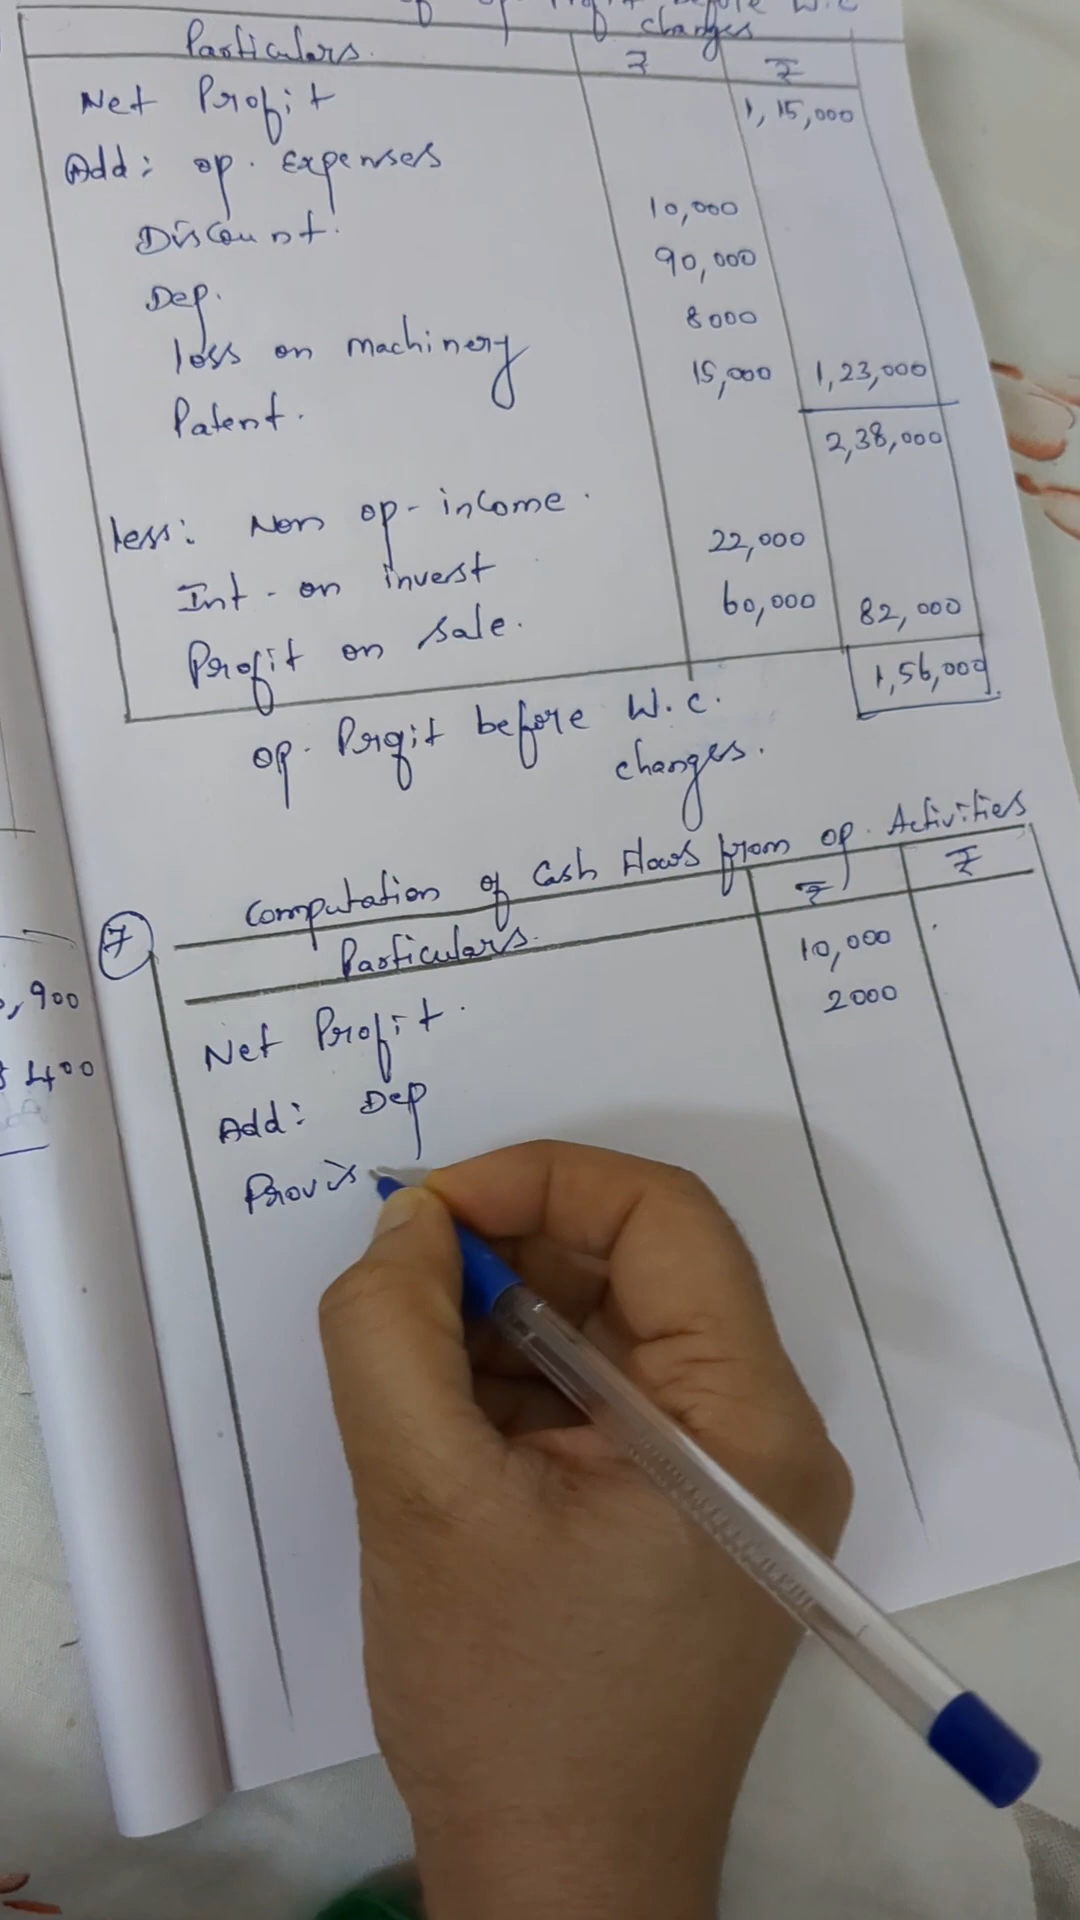 changes
Particulars. ₹ ₹
Net Profit 1,15,000
Add: op. Expenses
Discount. 10,000
Dep. 90,000
loss on machinery 8000
Patent. 15,000 1,23,000
2,38,000
less: Non op- income.
Int - on invest 22,000
Profit on sale. 60,000 82,000
op. Profit before W.C. 1,56,000
changes.
7 Computation of Cash Flows from op. Activities
Particulars. ₹ ₹
Net Profit. 10,000
Add: Dep 2000
Provis
900
400